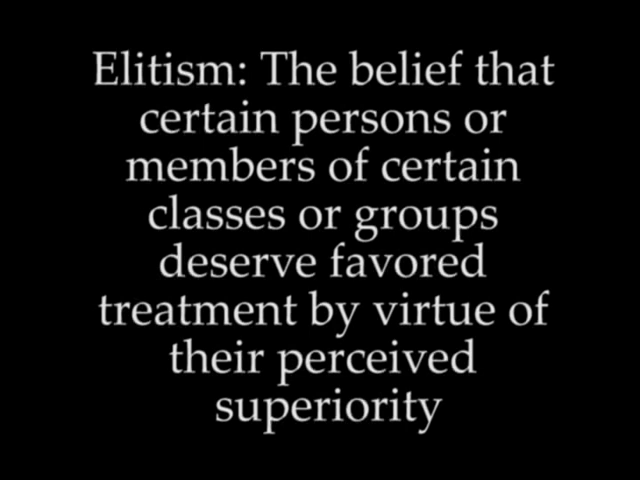 Elitism: The belief that
certain persons or
members of certain
classes or groups
deserve favored
treatment by virtue of
their perceived
superiority